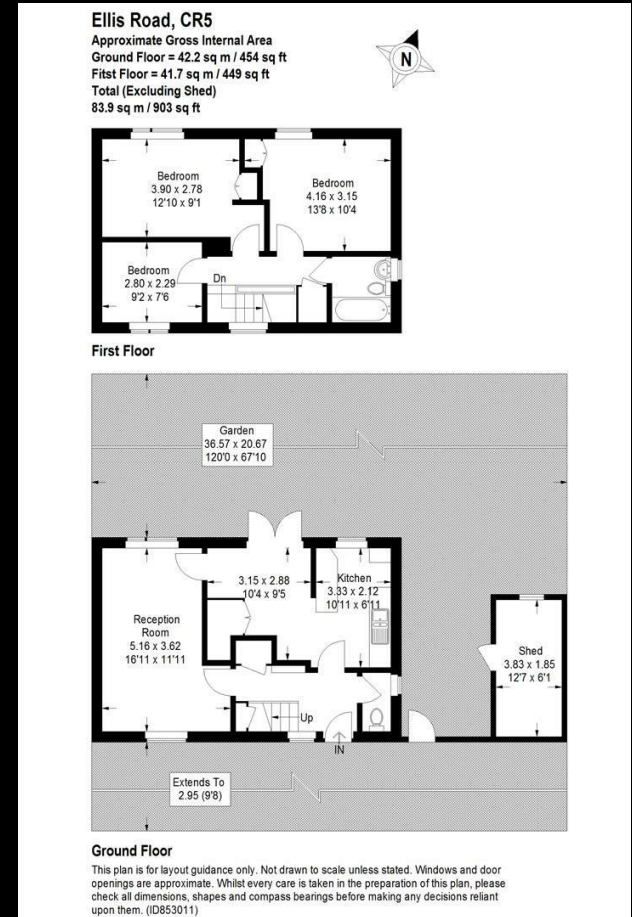 Ellis Road, CR5
Approximate Gross Internal Area
Ground Floor = 42.2 sq m / 454 sq ft
Fitst Floor = 41.7 sq m / 449 sq ft
Total (Excluding Shed)
83.9 sq m / 903 sq ft
N
Bedroom
3.90 x 2.78
12'10 x 9'1
Bedroom
4.16 x 3.15
13'8 x 10'4
Bedroom
2.80 x 2.29
9'2 x 7'6
Dn
First Floor
Garden
36.57 x 20.67
120'0 x 67'10
3.15 x 2.88
10'4 x 9'5
Kitchen
3.33 x 2.12
10'11 x 6'11
Reception
Room
5.16 x 3.62
16'11 x 11'11
Shed
3.83 x 1.85
12'7 x 6'1
Up
IN
Extends To
2.95 (9'8)
Ground Floor
This plan is for layout guidance only. Not drawn to scale unless stated. Windows and door
openings are approximate. Whilst every care is taken in the preparation of this plan, please
check all dimensions, shapes and compass bearings before making any decisions reliant
upon them. (ID853011)